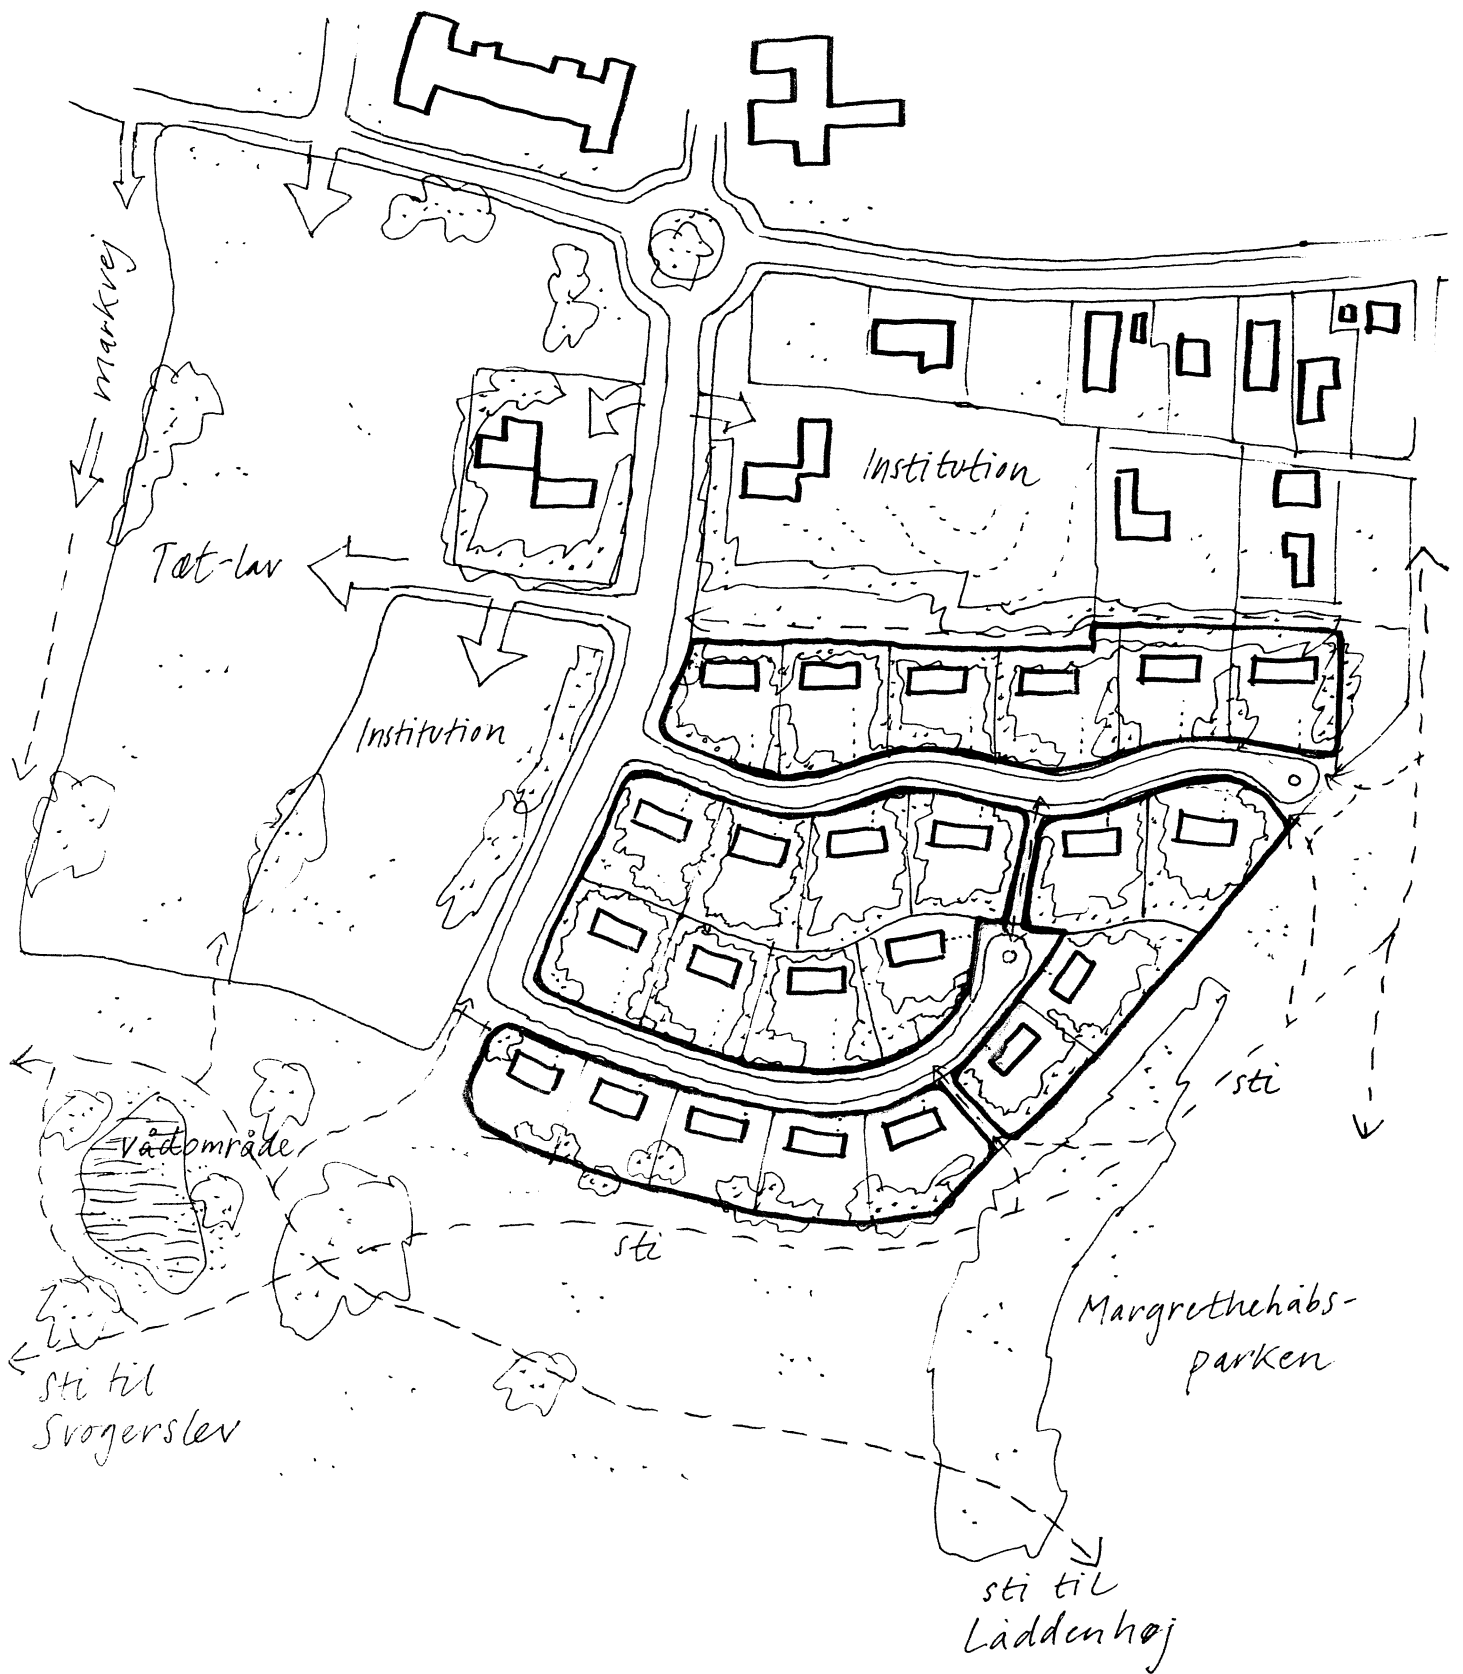 markvej
Institution
Tæt-lav
Institution
vådområde
sti
sti
Margrethehåbs-
parken
sti til
Svogerslev
sti til
Låddenhøj